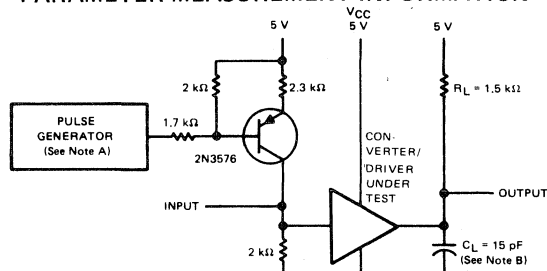 PARAMETER MEASUREMENT INFORMATION
5 V
VCC
5 V
5 V
2 kΩ
2.3 kΩ
RL = 1.5 kΩ
PULSE
GENERATOR
(See Note A)
1.7 kΩ
2N3576
CON-
VERTER/
DRIVER
UNDER
TEST
INPUT
OUTPUT
2 kΩ
CL = 15 pF
(See Note B)